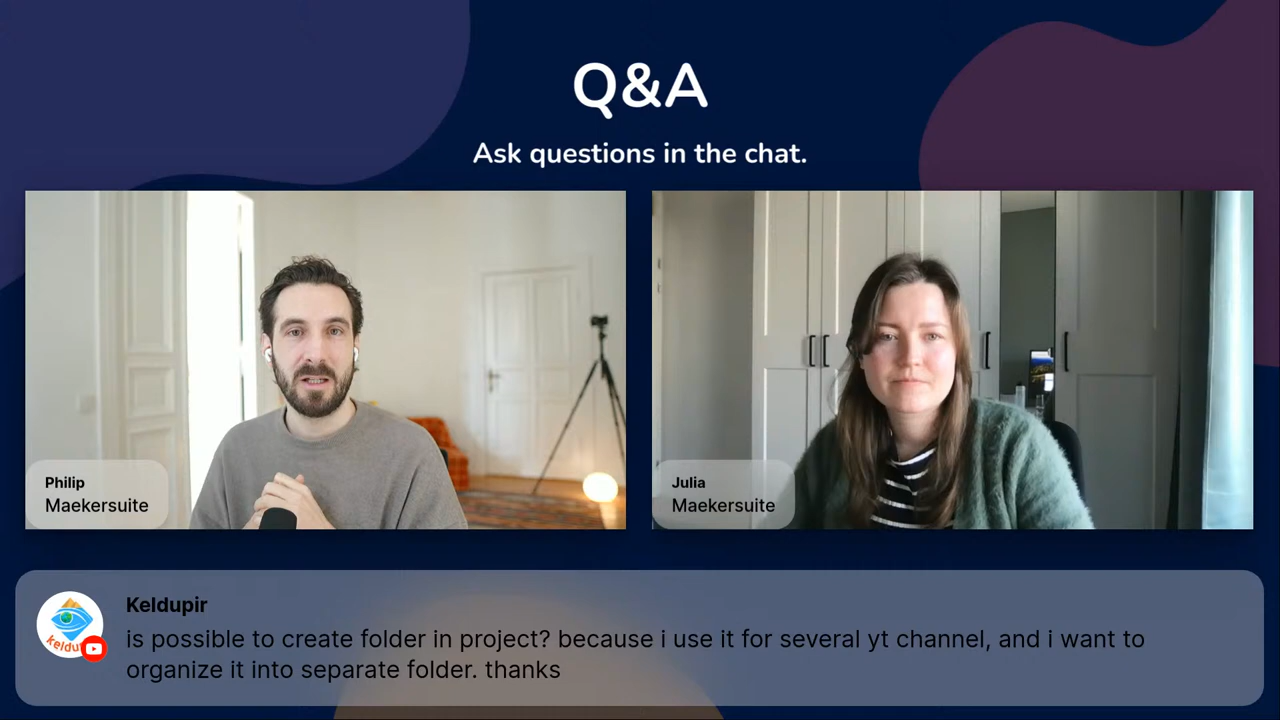 Q&A
Ask questions in the chat.
Philip
Maekersuite
Julia
Maekersuite
Keldupir
is possible to create folder in project? because i use it for several yt channel, and i want to
organize it into separate folder. thanks